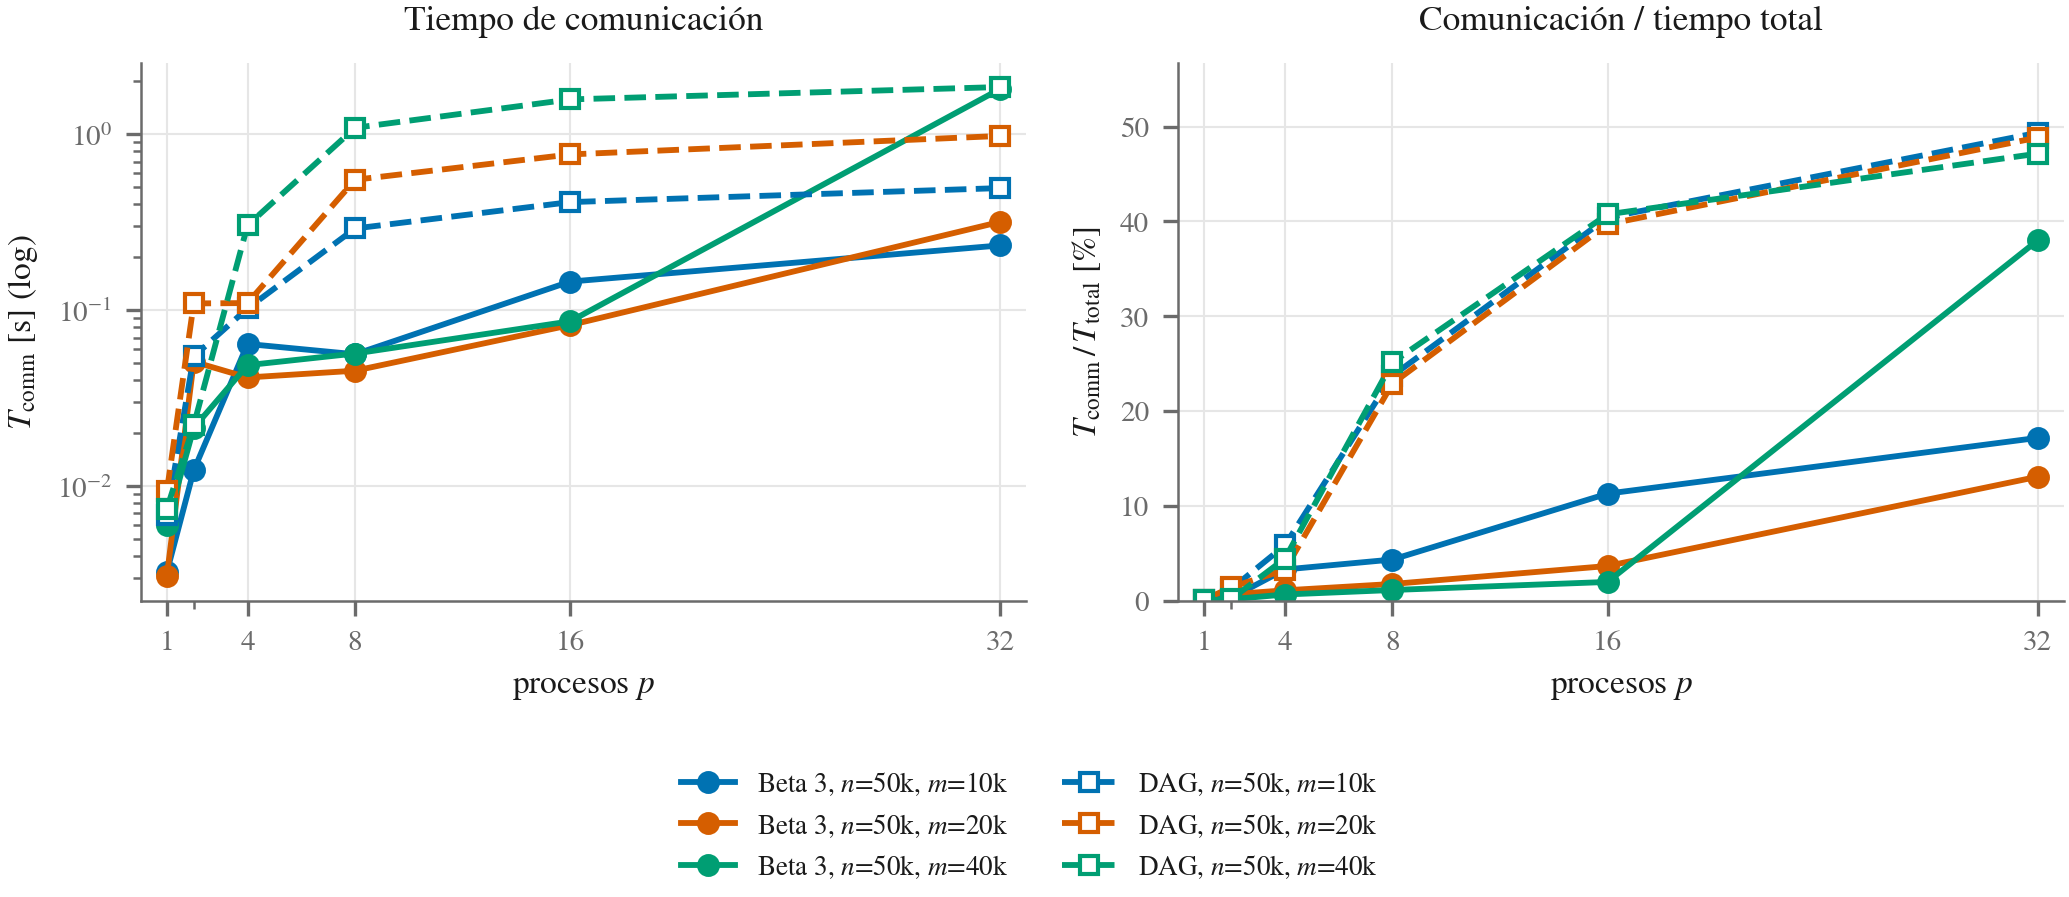 Tiempo de comunicación
T_comm [s] (log)
10⁰
10⁻¹
10⁻²
1 4 8 16 32
procesos p
Comunicación / tiempo total
T_comm / T_total [%]
50
40
30
20
10
0
1 4 8 16 32
procesos p
Beta 3, n=50k, m=10k
Beta 3, n=50k, m=20k
Beta 3, n=50k, m=40k
DAG, n=50k, m=10k
DAG, n=50k, m=20k
DAG, n=50k, m=40k